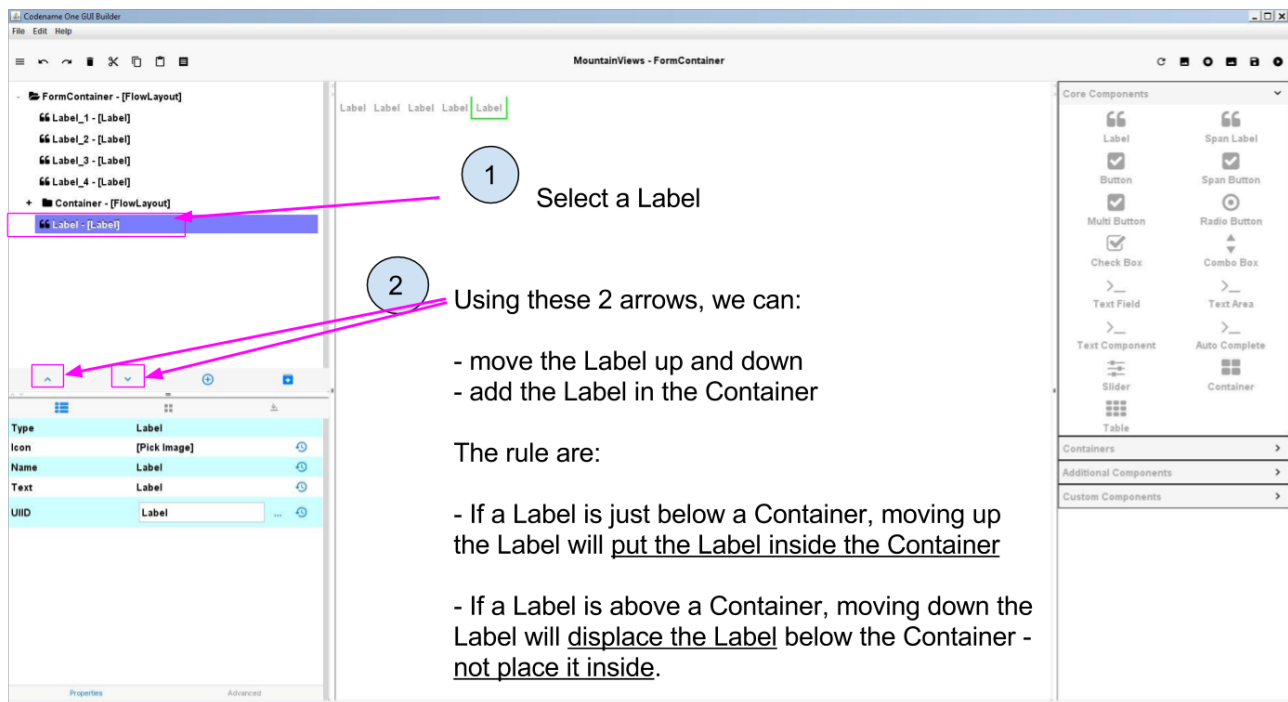 Codename One GUI Builder
File Edit Help
MountainViews - FormContainer
- FormContainer - [FlowLayout]
Label_1 - [Label]
Label_2 - [Label]
Label_3 - [Label]
Label_4 - [Label]
+ Container - [FlowLayout]
Label - [Label]
Label Label Label Label Label
1
Select a Label
2
Using these 2 arrows, we can:
- move the Label up and down
- add the Label in the Container
The rule are:
- If a Label is just below a Container, moving up
the Label will put the Label inside the Container
- If a Label is above a Container, moving down the
Label will displace the Label below the Container -
not place it inside.
Type Label
Icon [Pick Image]
Name Label
Text Label
UIID Label ...
Properties Advanced
Core Components
Label Span Label
Button Span Button
Multi Button Radio Button
Check Box Combo Box
Text Field Text Area
Text Component Auto Complete
Slider Container
Table
Containers
Additional Components
Custom Components